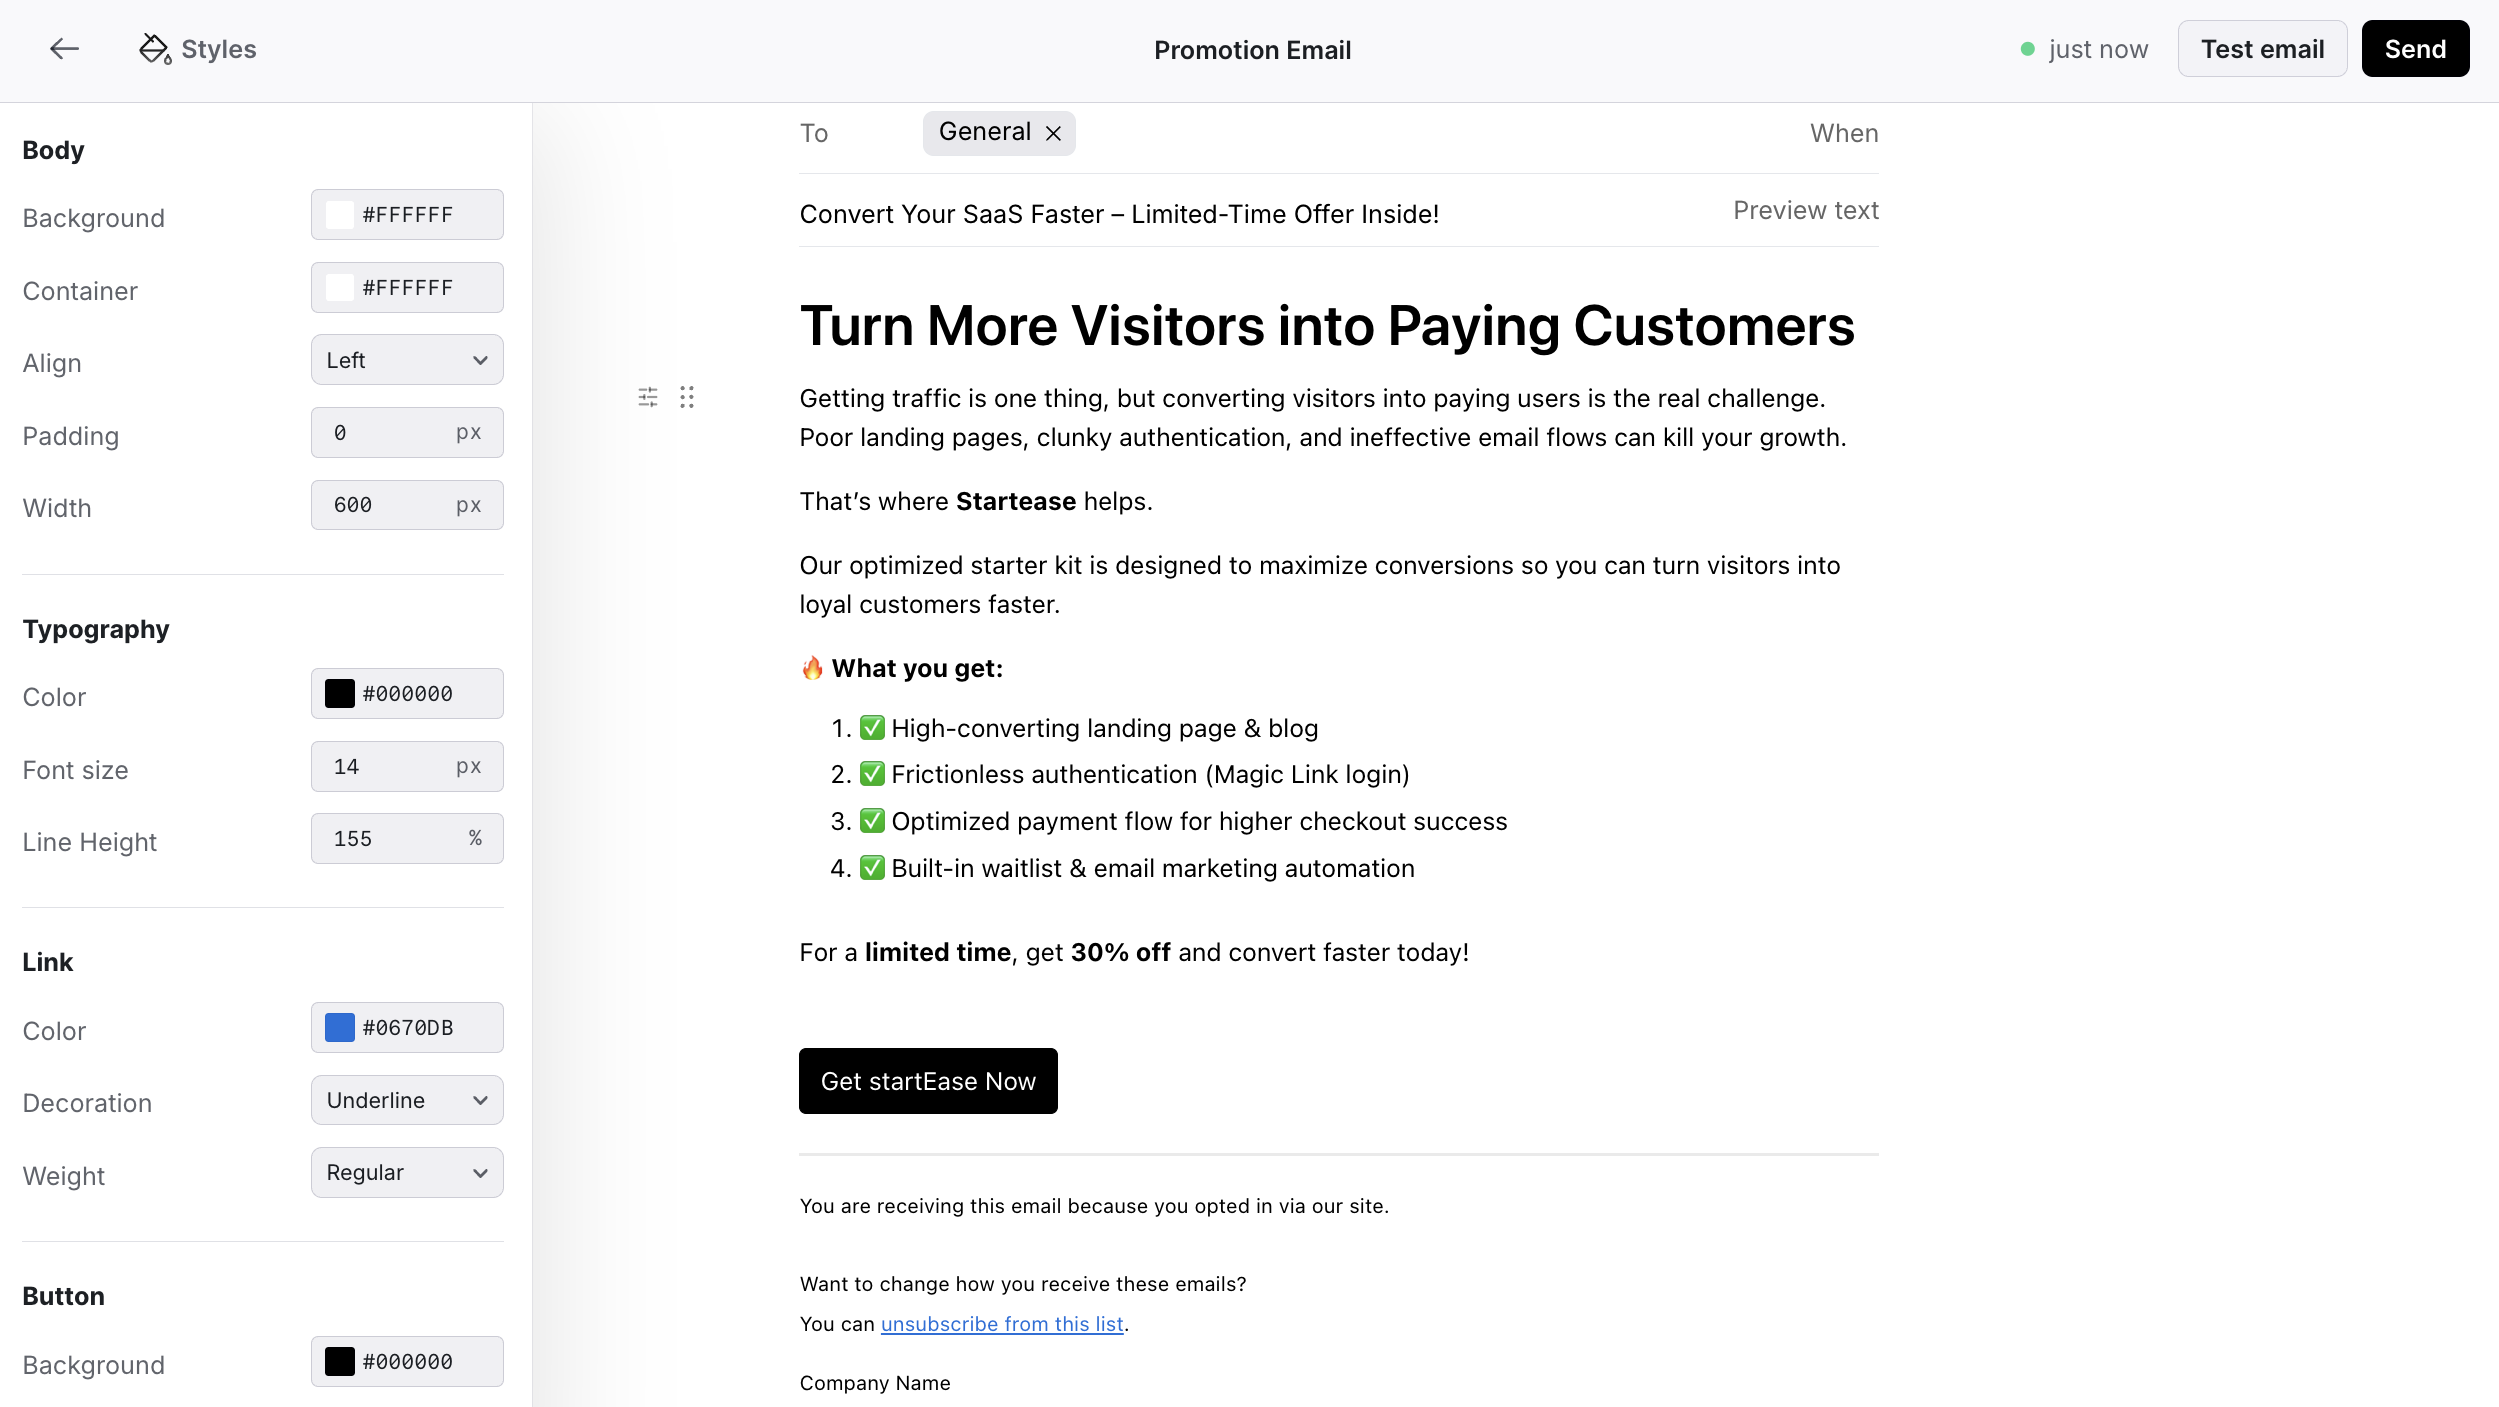 Styles
Promotion Email
just now
Test email
Send
Body
Background
#FFFFFF
Container
#FFFFFF
Align
Left
Padding
0 px
Width
600 px
Typography
Color
#000000
Font size
14 px
Line Height
155 %
Link
Color
#0670DB
Decoration
Underline
Weight
Regular
Button
Background
#000000
To
General
When
Convert Your SaaS Faster – Limited-Time Offer Inside!
Preview text
Turn More Visitors into Paying Customers
Getting traffic is one thing, but converting visitors into paying users is the real challenge.
Poor landing pages, clunky authentication, and ineffective email flows can kill your growth.
That’s where Startease helps.
Our optimized starter kit is designed to maximize conversions so you can turn visitors into
loyal customers faster.
🔥 What you get:
1. ✅ High-converting landing page & blog
2. ✅ Frictionless authentication (Magic Link login)
3. ✅ Optimized payment flow for higher checkout success
4. ✅ Built-in waitlist & email marketing automation
For a limited time, get 30% off and convert faster today!
Get startEase Now
You are receiving this email because you opted in via our site.
Want to change how you receive these emails?
You can unsubscribe from this list.
Company Name